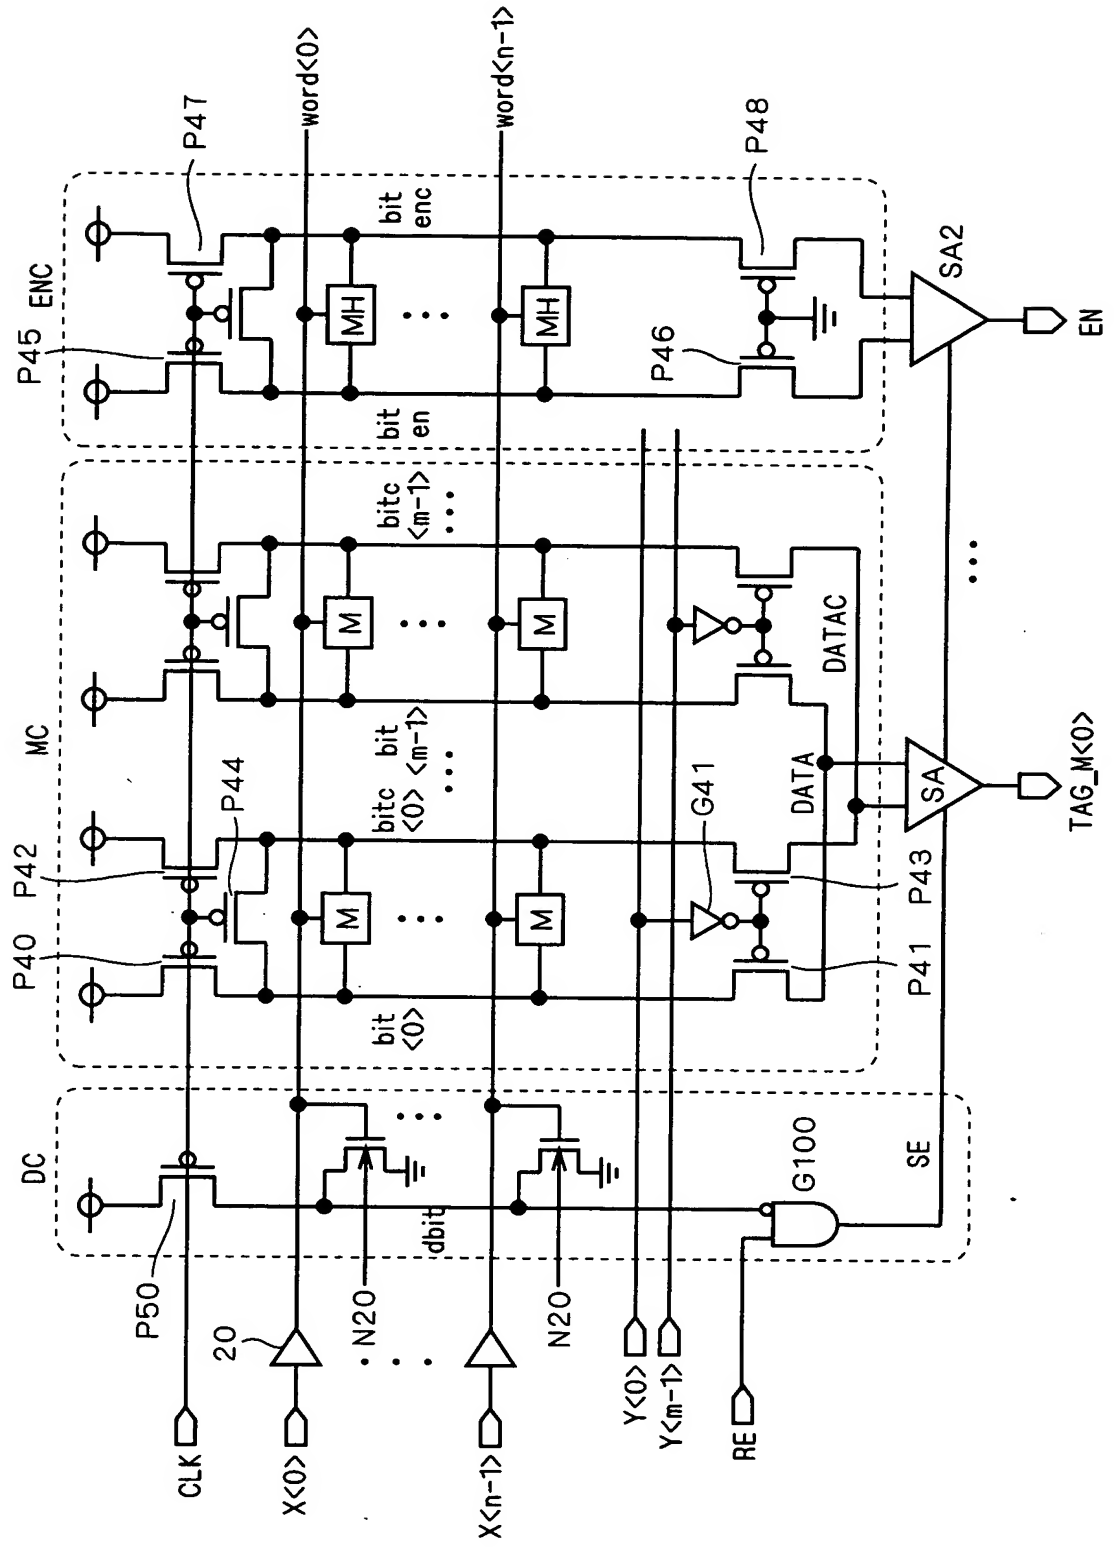 DC
MC
ENC
P50
P40
P42
P44
P45
P47
CLK
20
X<0>
word<0>
N20
M
M
MH
bit
<0>
bitc
<0>
bit
<m-1>
bitc
<m-1>
bit
en
bit
enc
dbit
X<n-1>
word<n-1>
N20
M
M
MH
Y<0>
Y<m-1>
G41
P46
P48
RE
G100
DATA
DATAC
P41
P43
SE
SA
SA2
TAG_M<0>
EN